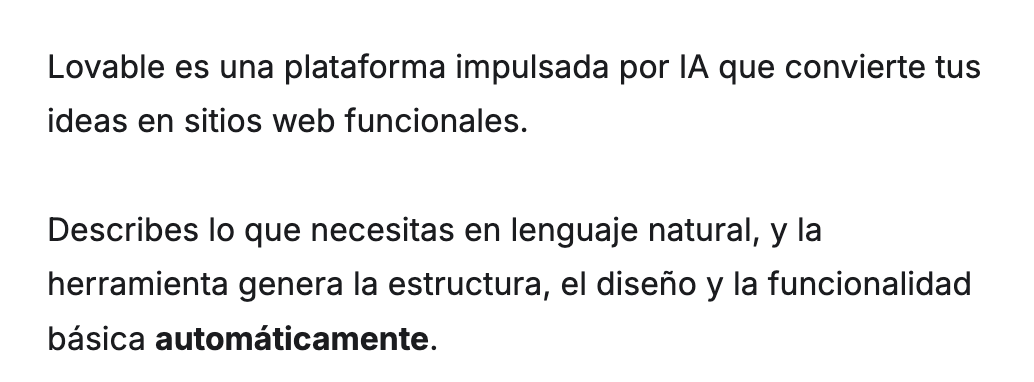 Lovable es una plataforma impulsada por IA que convierte tus
ideas en sitios web funcionales.
Describes lo que necesitas en lenguaje natural, y la
herramienta genera la estructura, el diseño y la funcionalidad
básica automáticamente.